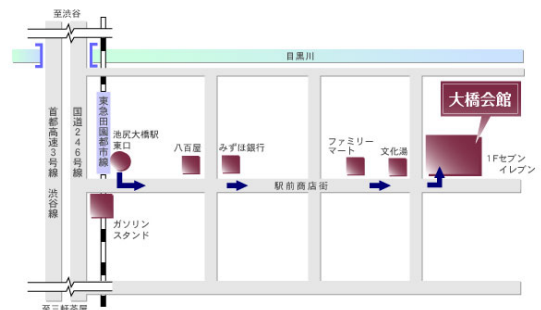 至渋谷
目黒川
大橋会館
首都高速3号線 渋谷線
国道246号線
東急田園都市線
池尻大橋駅
東口
八百屋
みずほ銀行
ファミリー
マート
文化湯
1Fセブン
イレブン
駅前商店街
ガソリン
スタンド
至三軒茶屋